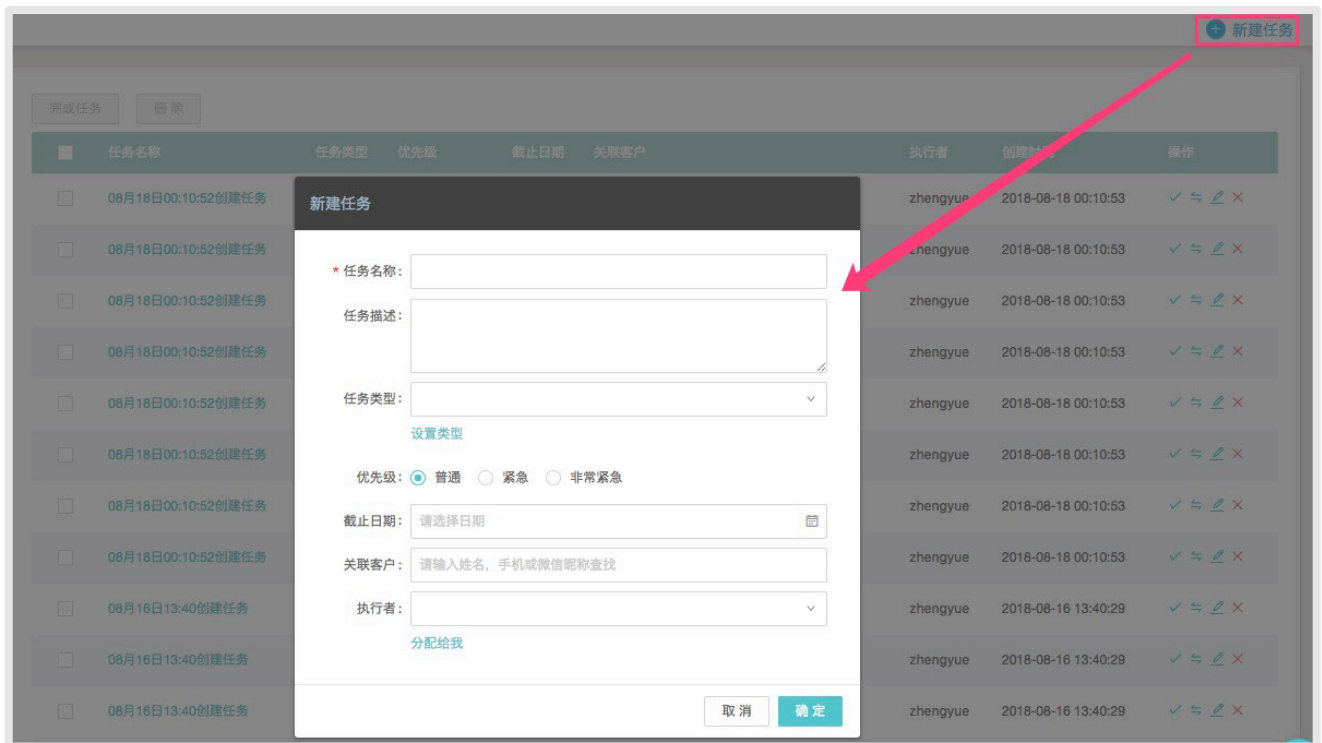 新建任务
完成任务 删除
任务名称 任务类型 优先级 截止日期 关联客户 执行者 创建时间 操作
08月18日00:10:52创建任务 zhengyue 2018-08-18 00:10:53
新建任务
08月18日00:10:52创建任务 zhengyue 2018-08-18 00:10:53
* 任务名称:
08月18日00:10:52创建任务 zhengyue 2018-08-18 00:10:53
任务描述:
08月18日00:10:52创建任务 zhengyue 2018-08-18 00:10:53
任务类型:
08月18日00:10:52创建任务 zhengyue 2018-08-18 00:10:53
设置类型
08月18日00:10:52创建任务 zhengyue 2018-08-18 00:10:53
优先级: 普通 紧急 非常紧急
08月18日00:10:52创建任务 zhengyue 2018-08-18 00:10:53
截止日期: 请选择日期
08月18日00:10:52创建任务 zhengyue 2018-08-18 00:10:53
关联客户: 请输入姓名，手机或微信昵称查找
08月16日13:40创建任务 zhengyue 2018-08-16 13:40:29
执行者:
分配给我
08月16日13:40创建任务 zhengyue 2018-08-16 13:40:29
08月16日13:40创建任务 zhengyue 2018-08-16 13:40:29
取消 确定